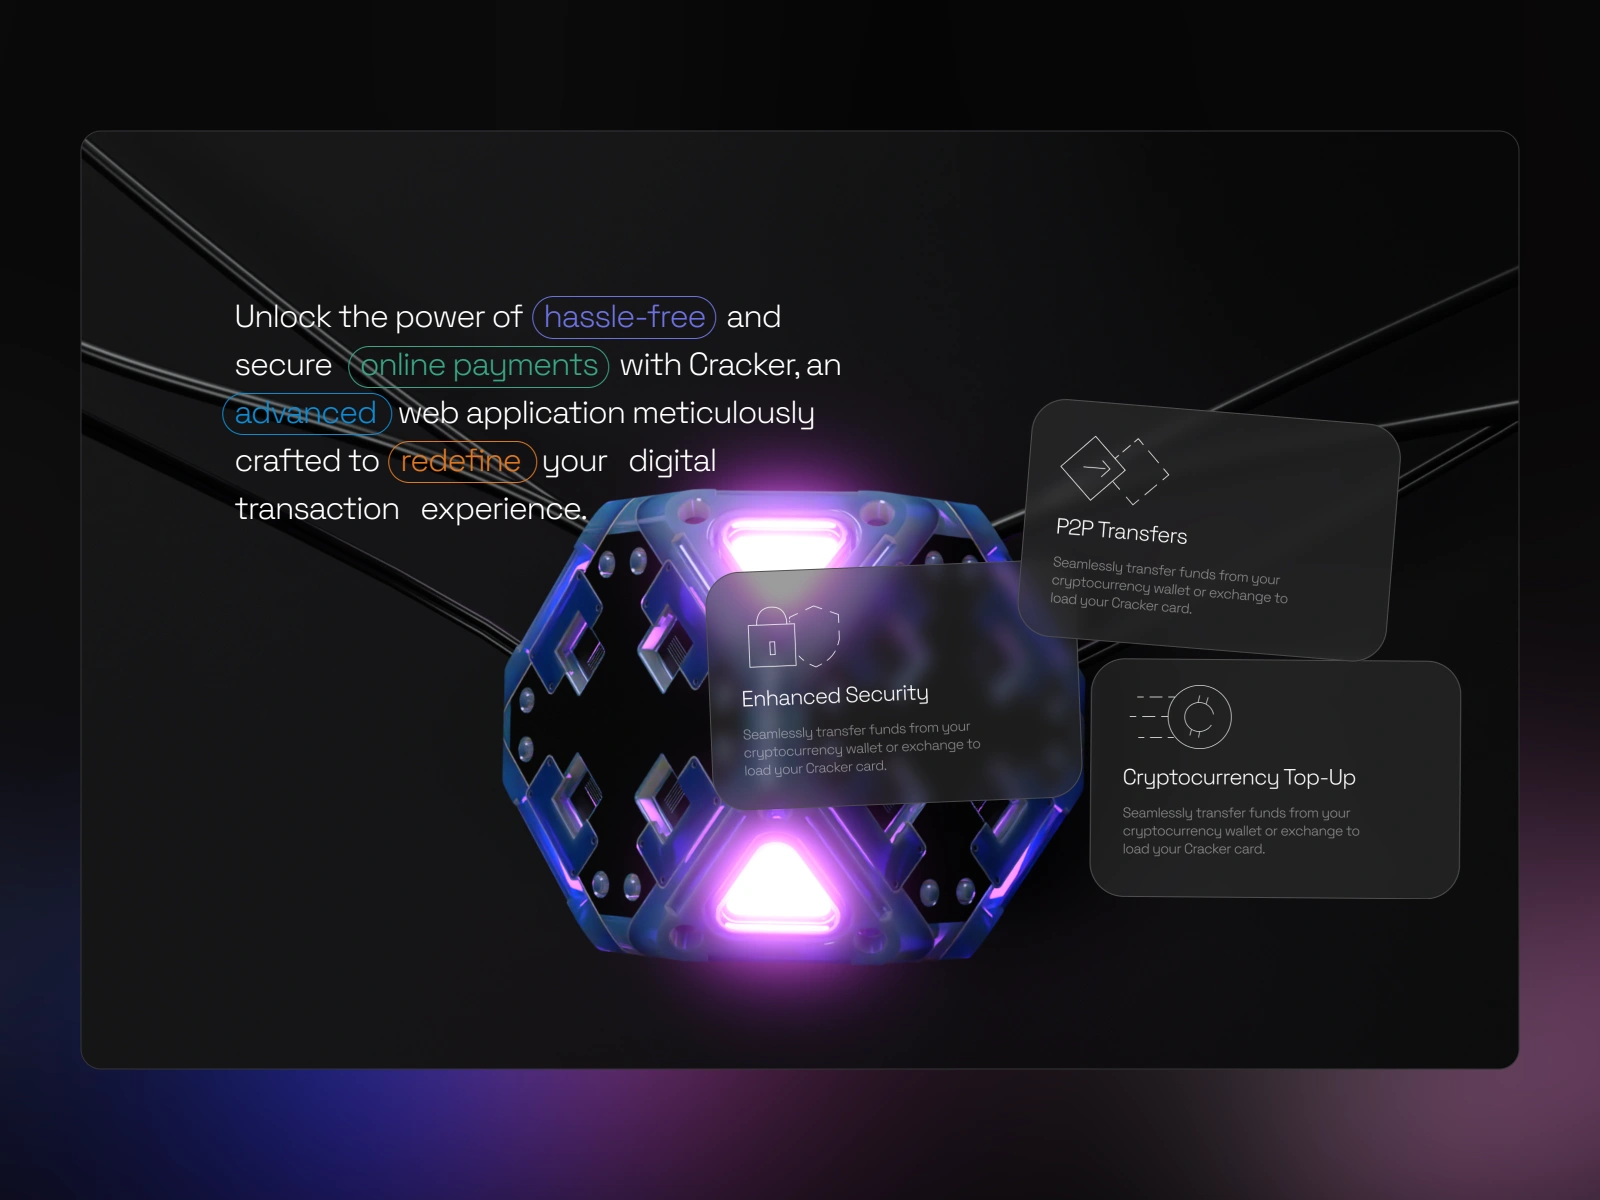 Unlock the power of hassle-free and
secure online payments with Cracker, an
advanced web application meticulously
crafted to redefine your digital
transaction experience.
P2P Transfers
Seamlessly transfer funds from your
cryptocurrency wallet or exchange to
load your Cracker card.
Enhanced Security
Seamlessly transfer funds from your
cryptocurrency wallet or exchange to
load your Cracker card.
Cryptocurrency Top-Up
Seamlessly transfer funds from your
cryptocurrency wallet or exchange to
load your Cracker card.